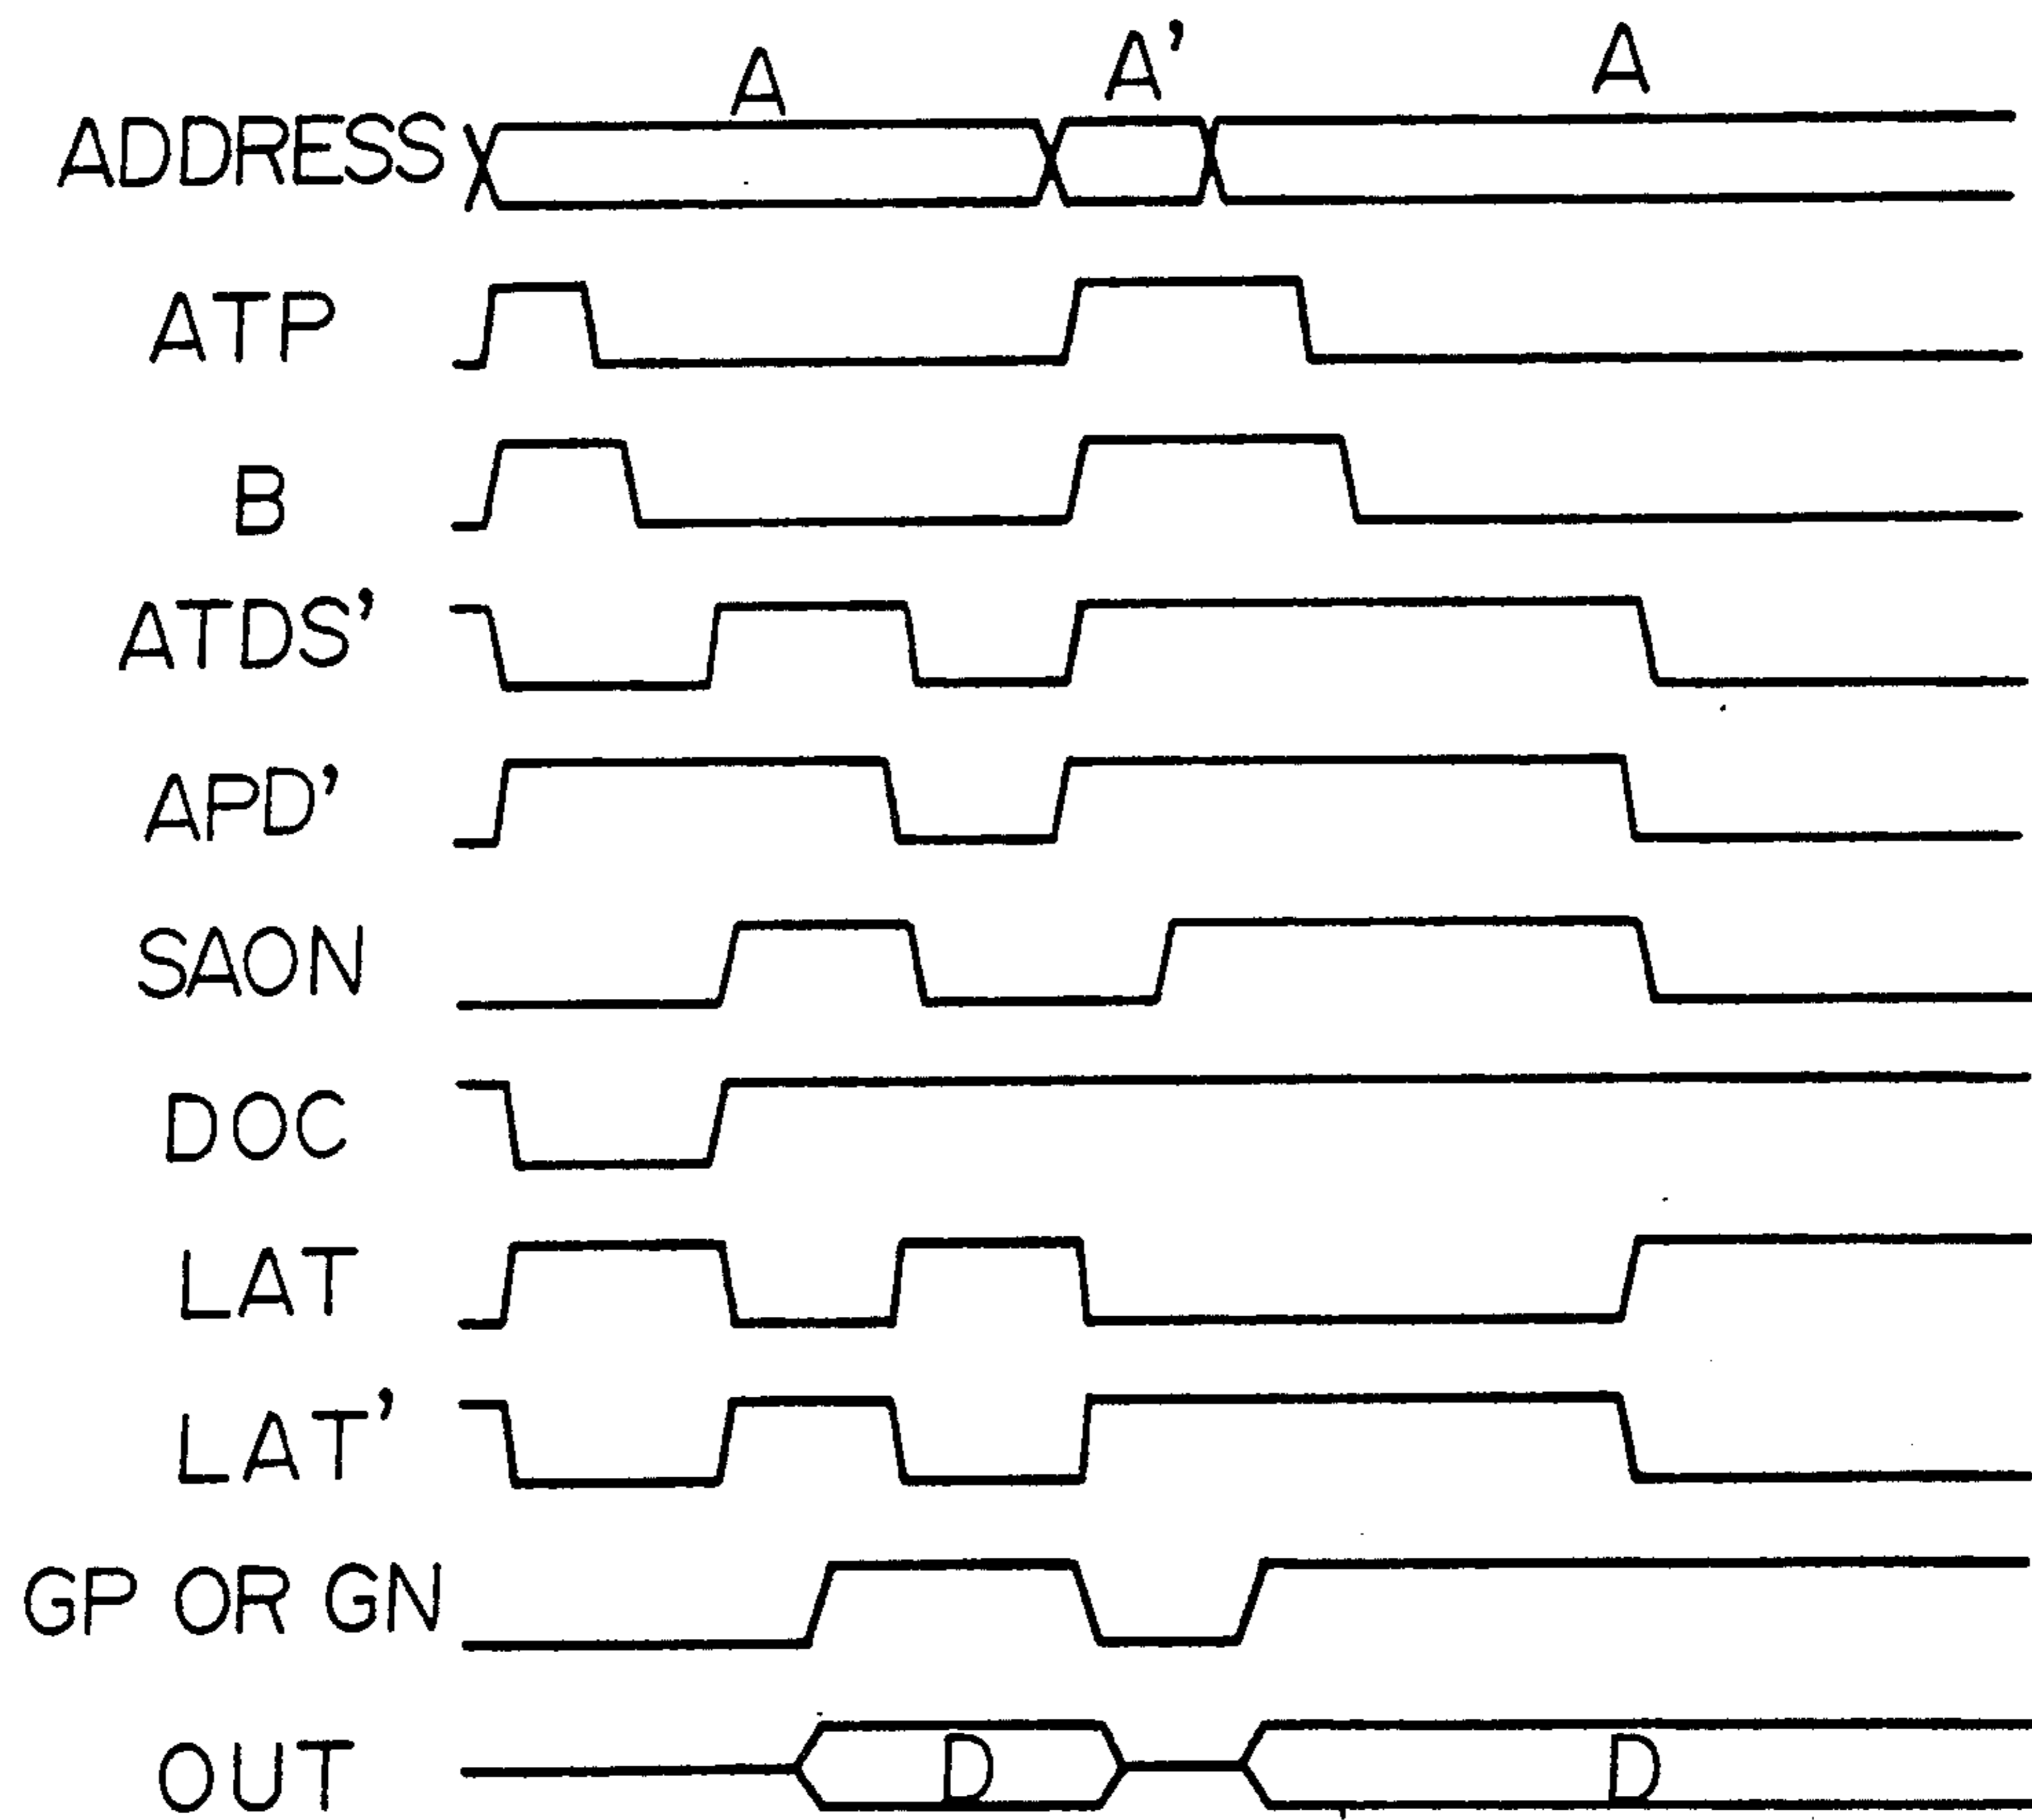 A A' A
ADDRESS
ATP
B
ATDS'
APD'
SAON
DOC
LAT
LAT'
GP OR GN
OUT D D